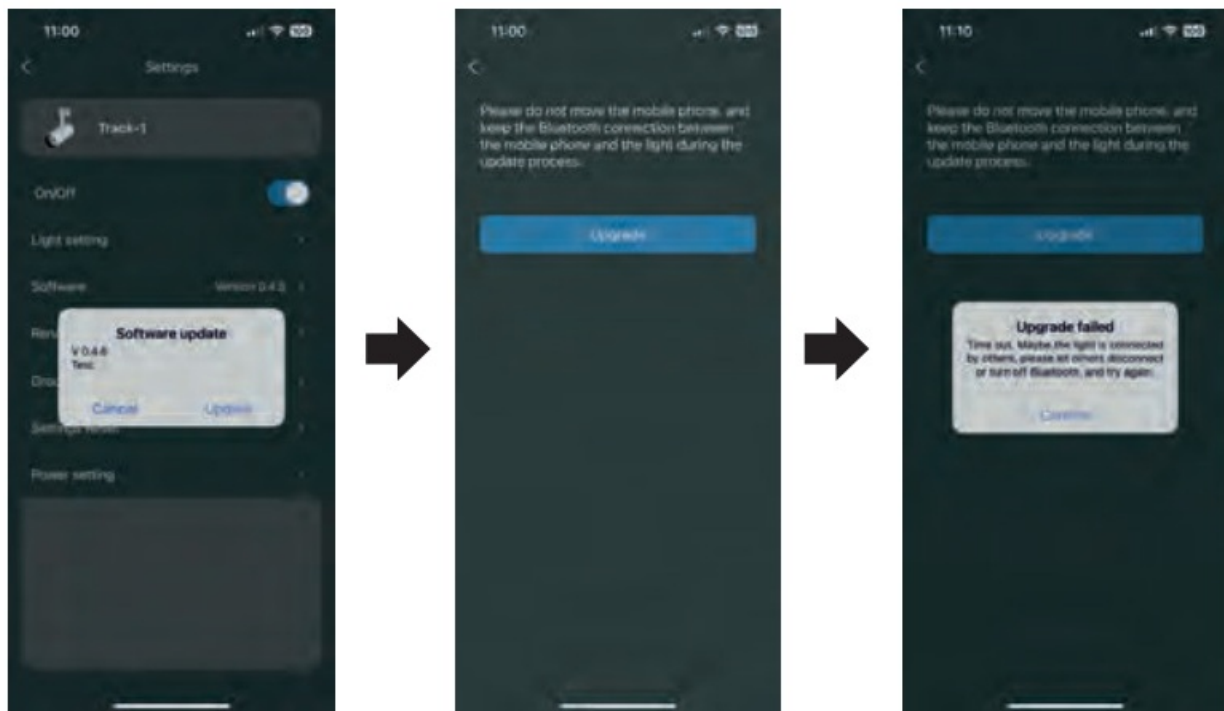 11:00
100
Settings
Track-1
On/Off
Light setting
Software
Software update
V 0.4.6
Test
Cancel
Update
Power setting
11:00
100
Please do not move the mobile phone, and
keep the Bluetooth connection between
the mobile phone and the light during the
update process.
Upgrade
11:10
100
Please do not move the mobile phone, and
keep the Bluetooth connection between
the mobile phone and the light during the
update process.
Upgrade
Upgrade failed
Time out. Maybe the light is connected
by others, please let others disconnect
or turn off Bluetooth, and try again.
Confirm